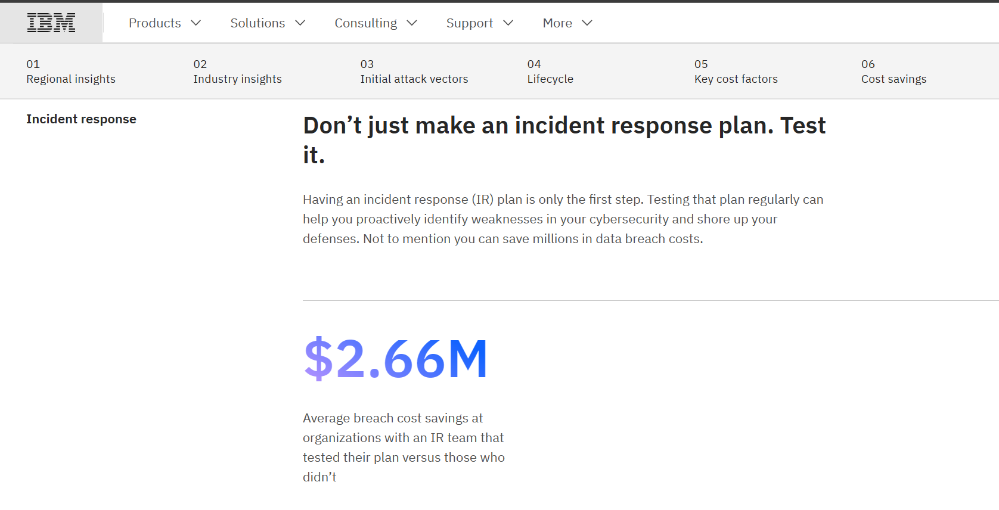 IBM
Products
Solutions
Consulting
Support
More
01
Regional insights
02
Industry insights
03
Initial attack vectors
04
Lifecycle
05
Key cost factors
06
Cost savings
Incident response
Don’t just make an incident response plan. Test
it.
Having an incident response (IR) plan is only the first step. Testing that plan regularly can
help you proactively identify weaknesses in your cybersecurity and shore up your
defenses. Not to mention you can save millions in data breach costs.
$2.66M
Average breach cost savings at
organizations with an IR team that
tested their plan versus those who
didn’t